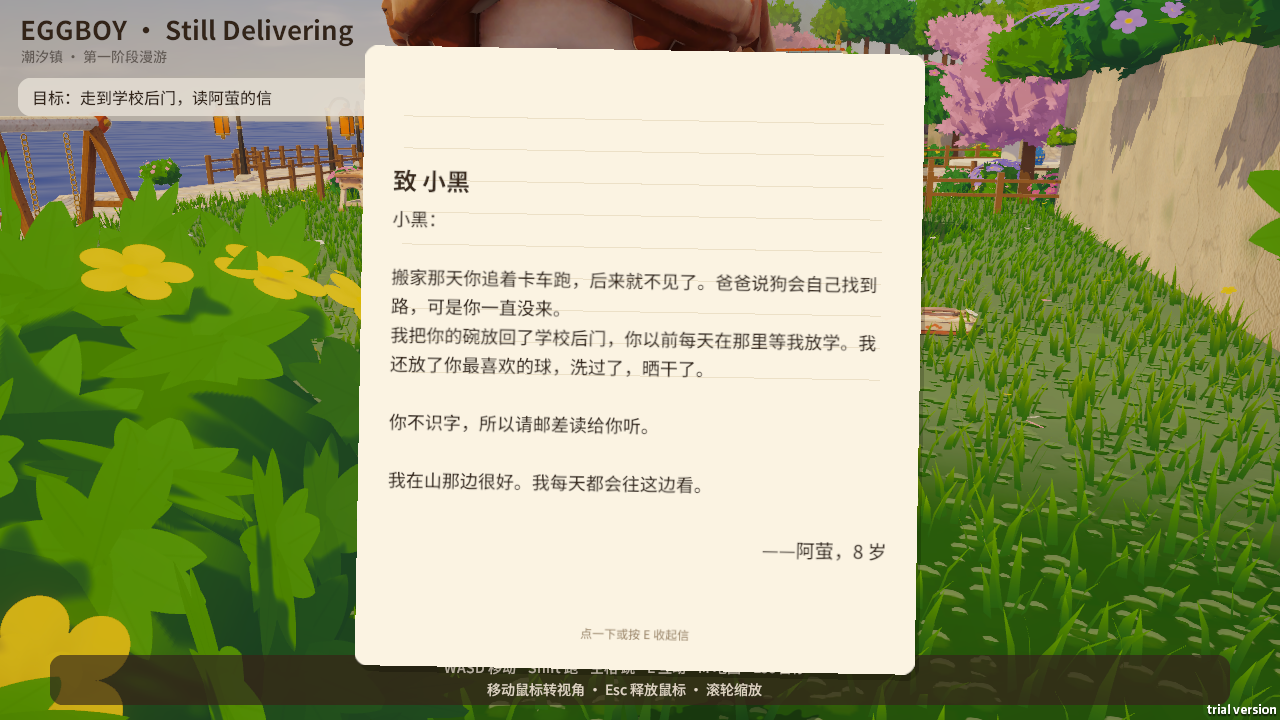 EGGBOY · Still Delivering
潮汐镇 · 第一阶段漫游
目标：走到学校后门，读阿萤的信
致 小黑
小黑：
搬家那天你追着卡车跑，后来就不见了。爸爸说狗会自己找到
路，可是你一直没来。
我把你的碗放回了学校后门，你以前每天在那里等我放学。我
还放了你最喜欢的球，洗过了，晒干了。
你不识字，所以请邮差读给你听。
我在山那边很好。我每天都会往这边看。
——阿萤，8 岁
点一下或按 E 收起信
移动鼠标转视角 · Esc 释放鼠标 · 滚轮缩放
trial version